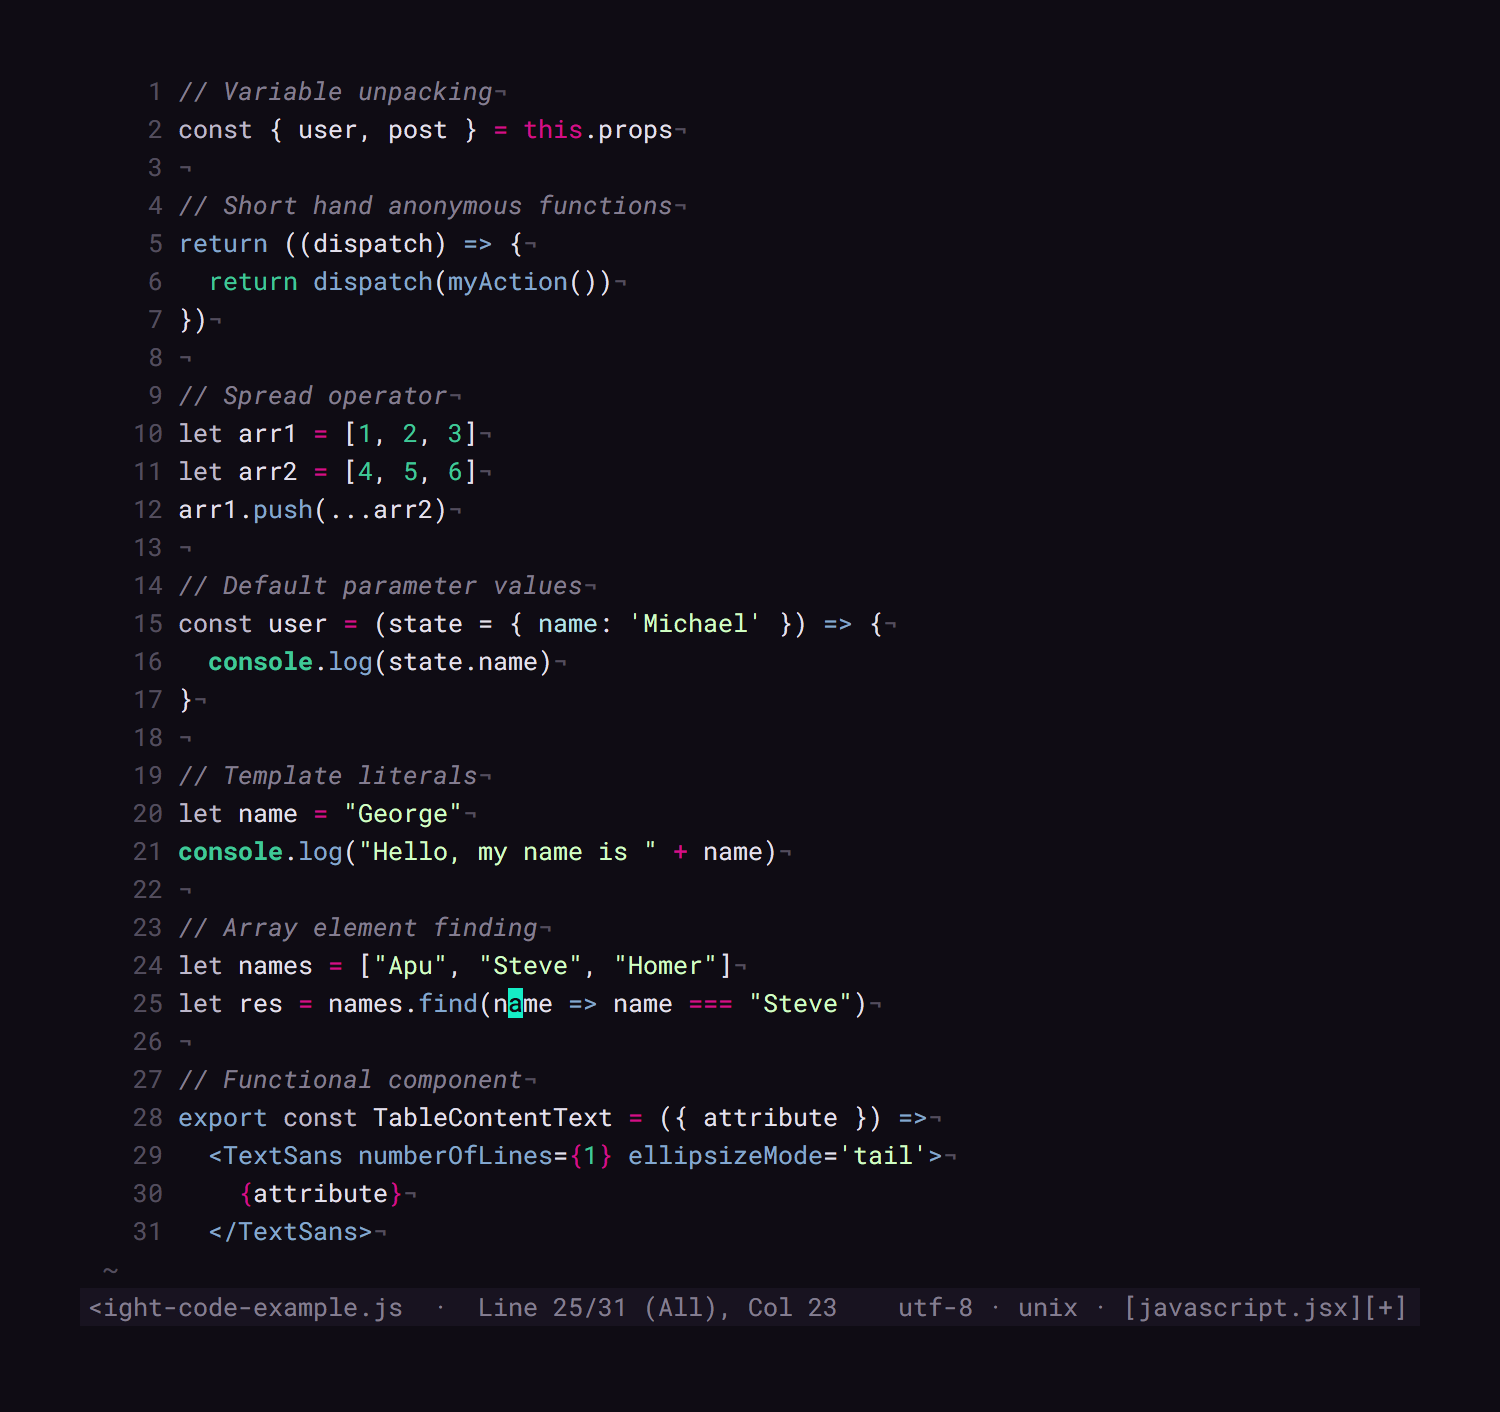 1 // Variable unpacking¬
2 const { user, post } = this.props¬
3 ¬
4 // Short hand anonymous functions¬
5 return ((dispatch) => {¬
6   return dispatch(myAction())¬
7 })¬
8 ¬
9 // Spread operator¬
10 let arr1 = [1, 2, 3]¬
11 let arr2 = [4, 5, 6]¬
12 arr1.push(...arr2)¬
13 ¬
14 // Default parameter values¬
15 const user = (state = { name: 'Michael' }) => {¬
16   console.log(state.name)¬
17 }¬
18 ¬
19 // Template literals¬
20 let name = "George"¬
21 console.log("Hello, my name is " + name)¬
22 ¬
23 // Array element finding¬
24 let names = ["Apu", "Steve", "Homer"]¬
25 let res = names.find(name => name === "Steve")¬
26 ¬
27 // Functional component¬
28 export const TableContentText = ({ attribute }) =>¬
29   <TextSans numberOfLines={1} ellipsizeMode='tail'>¬
30     {attribute}¬
31   </TextSans>¬
~
<ight-code-example.js · Line 25/31 (All), Col 23 utf-8 · unix · [javascript.jsx][+]